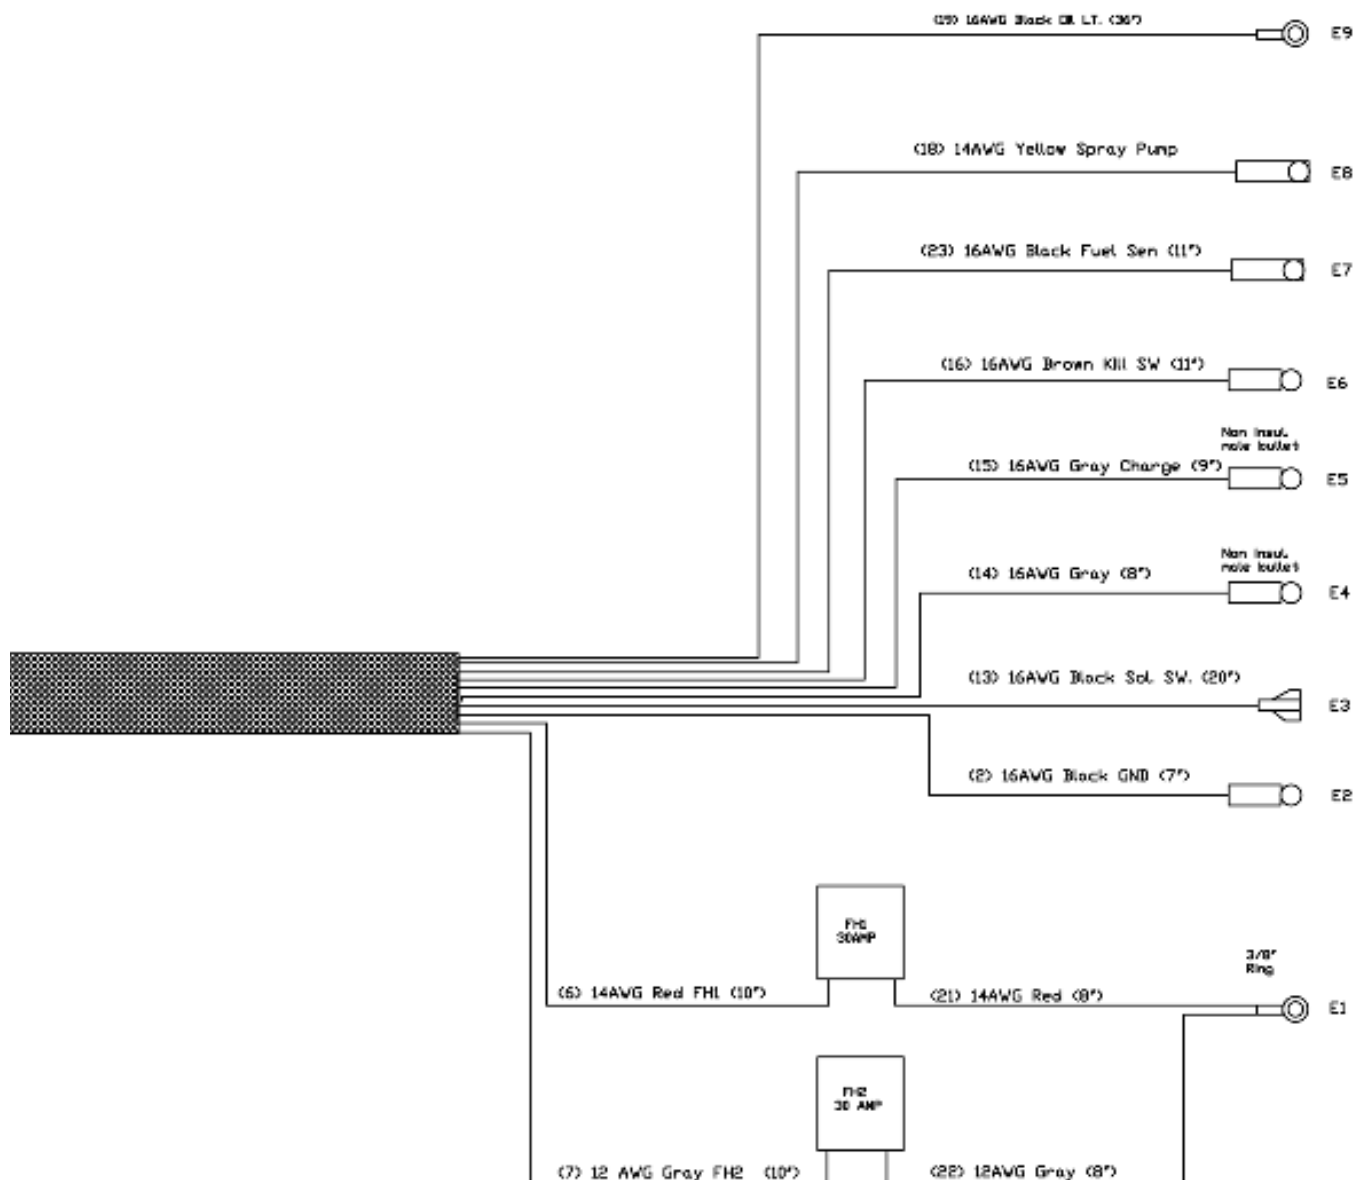 (19) 16AWG Black OR LT. (36")
E9
(18) 14AWG Yellow Spray Pump
E8
(23) 16AWG Black Fuel Sen (11")
E7
(16) 16AWG Brown Kill SW (11")
E6
Non Insul.
male bullet
(15) 16AWG Gray Charge (9")
E5
Non Insul.
male bullet
(14) 16AWG Gray (8")
E4
(13) 16AWG Black Sol. SW. (20")
E3
(2) 16AWG Black GND (7")
E2
FH1
30AMP
3/8"
Ring
(6) 14AWG Red FH1 (10")
(21) 14AWG Red (8")
E1
FH2
30 AMP
(7) 12 AWG Gray FH2 (10")
(22) 12AWG Gray (8")